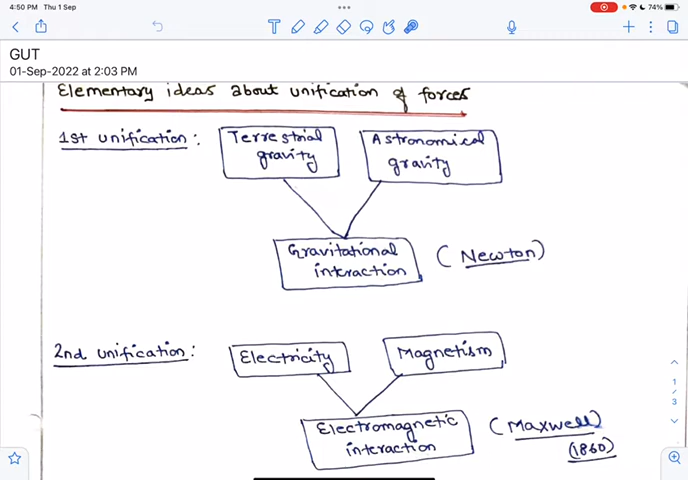 4:50 PM Thu 1 Sep
74%
GUT
01-Sep-2022 at 2:03 PM
Elementary ideas about unification of forces
1st unification :
Terrestrial
gravity
Astronomical
gravity
Gravitational
interaction
(Newton)
2nd unification :
Electricity
Magnetism
Electromagnetic
interaction
(Maxwell)
(1860)
1
/
3